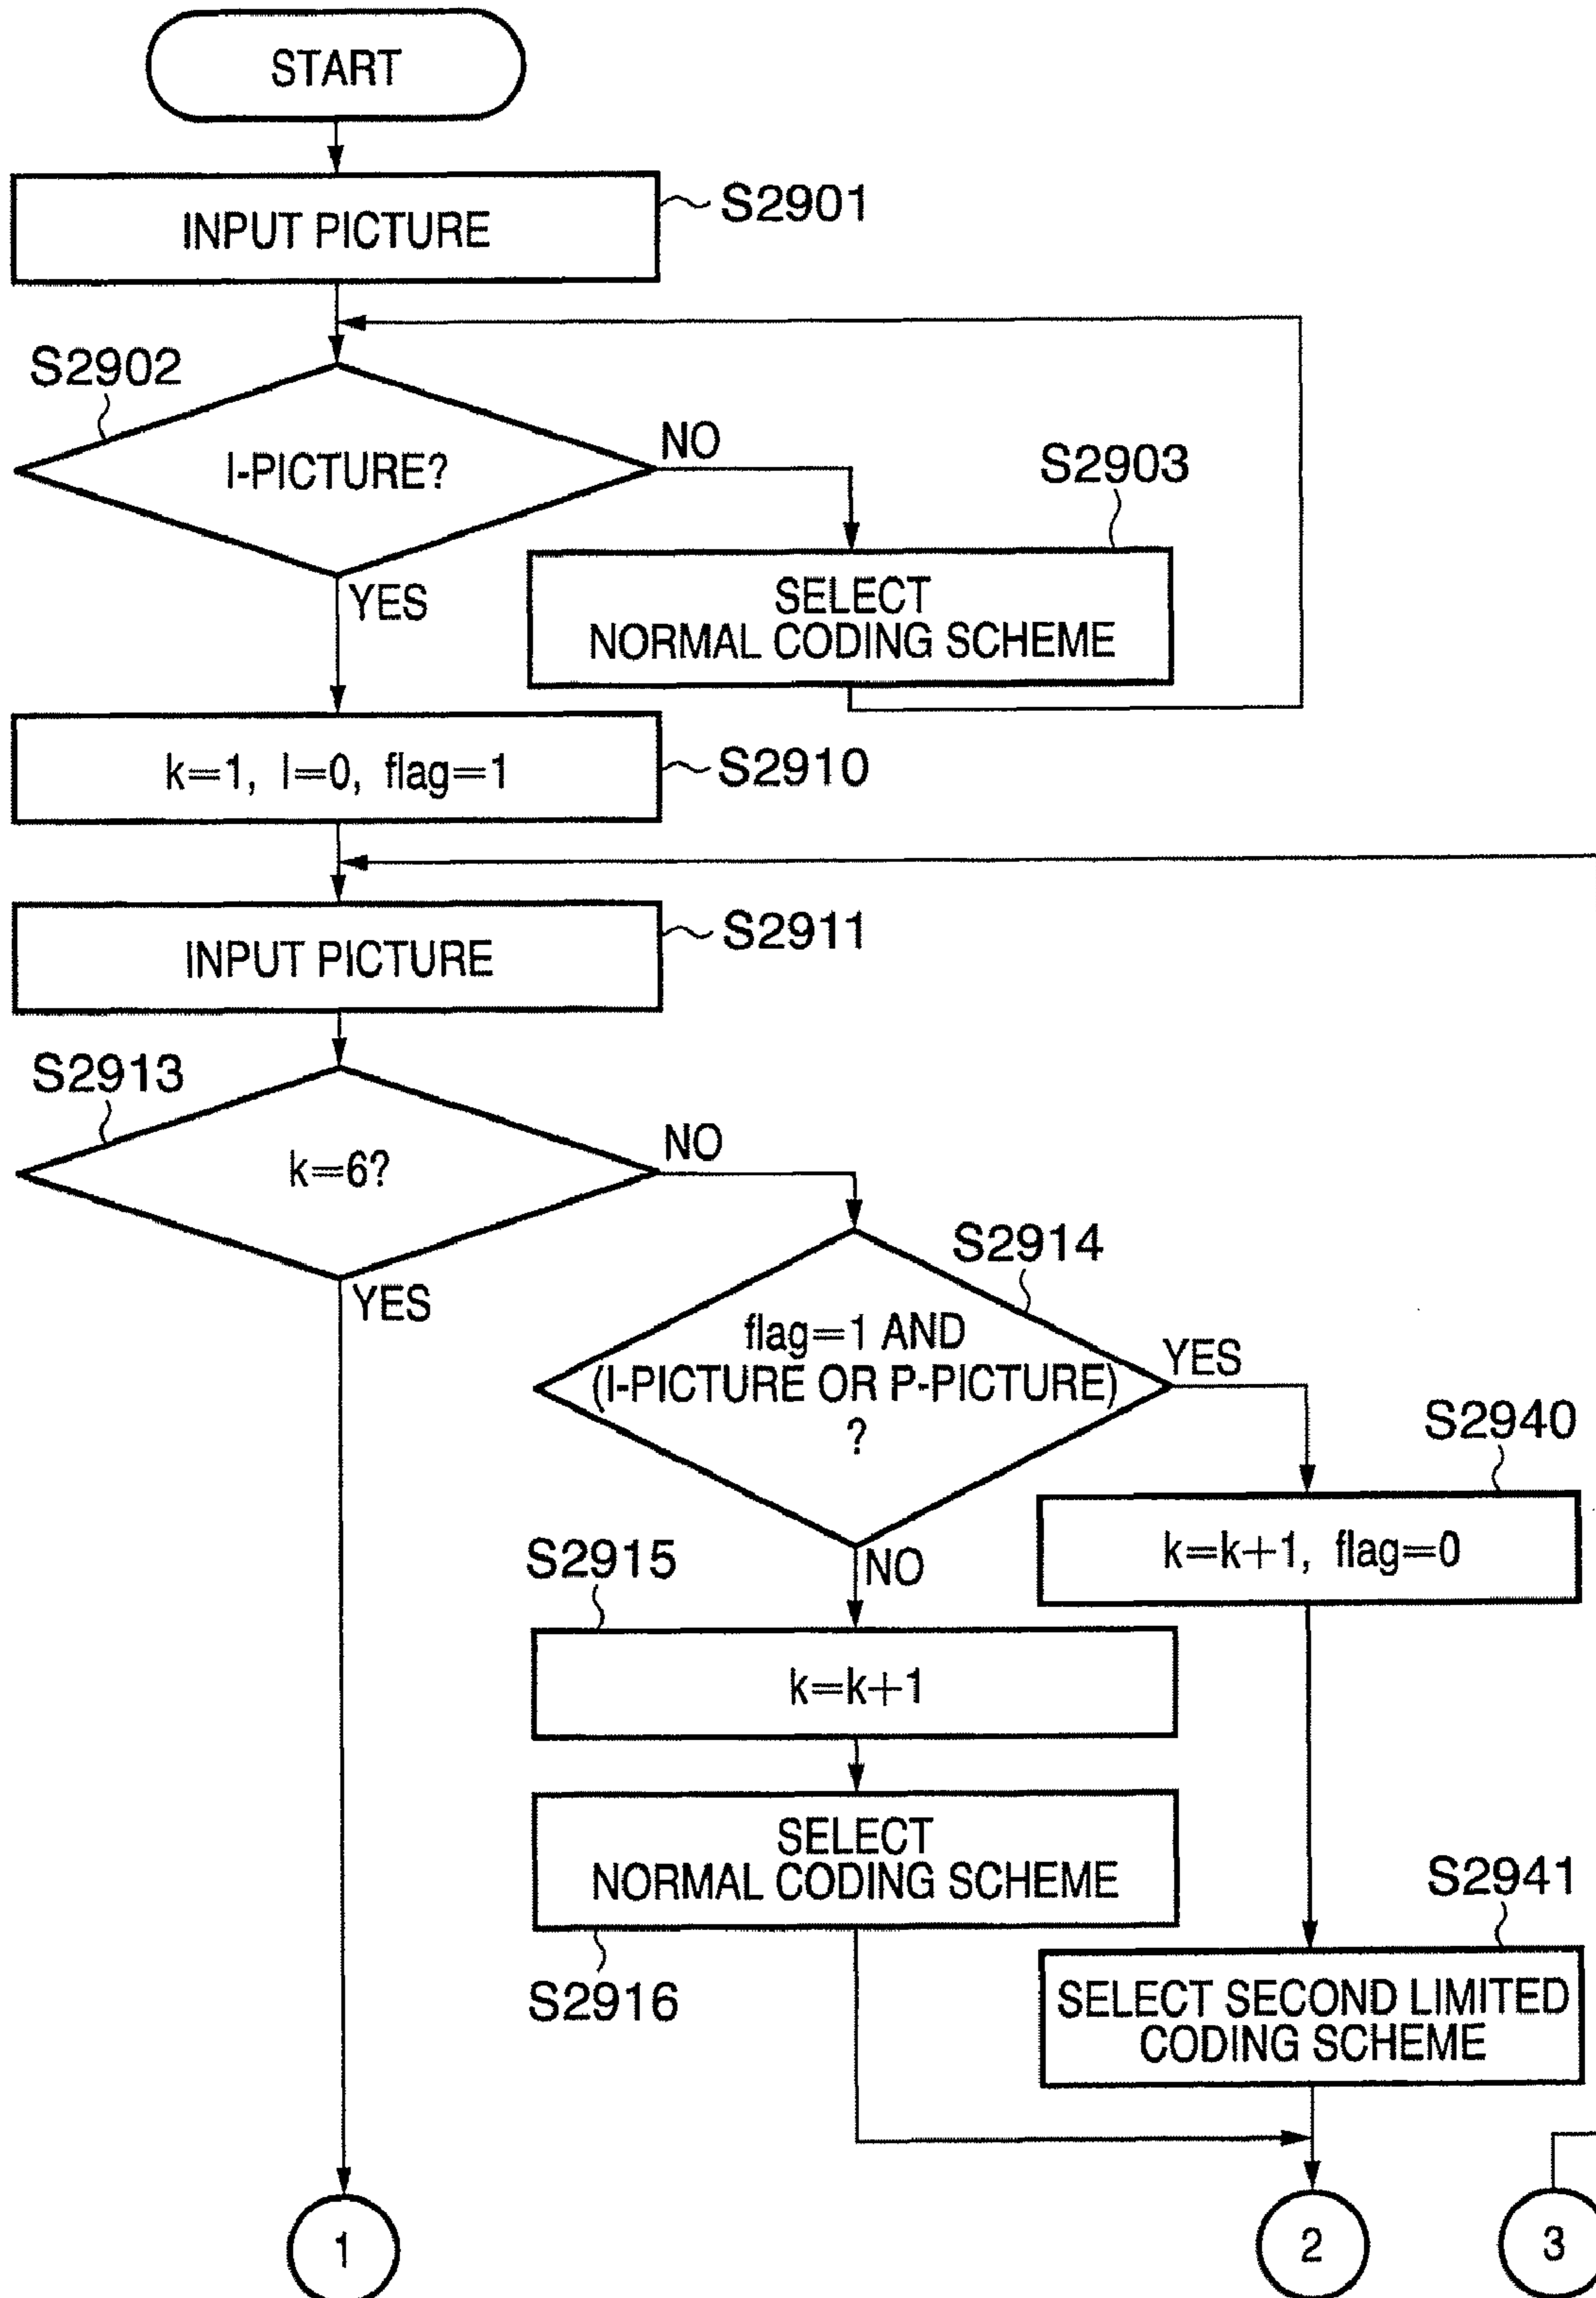 START
INPUT PICTURE
S2901
S2902
I-PICTURE?
NO
YES
S2903
SELECT
NORMAL CODING SCHEME
k=1, l=0, flag=1
S2910
INPUT PICTURE
S2911
S2913
k=6?
NO
YES
S2914
flag=1 AND
(I-PICTURE OR P-PICTURE)
?
YES
NO
S2940
k=k+1, flag=0
S2915
k=k+1
SELECT
NORMAL CODING SCHEME
S2916
S2941
SELECT SECOND LIMITED
CODING SCHEME
1
2
3